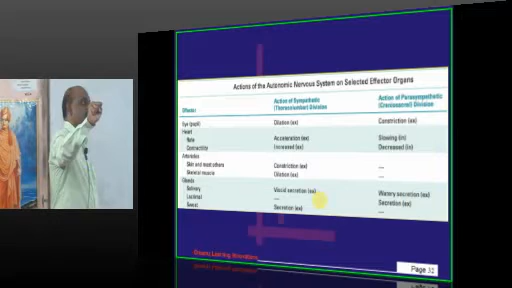 Actions of the Autonomic Nervous System on Selected Effector Organs
Effector Action of Sympathetic (Thoracolumbar) Division Action of Parasympathetic (Craniosacral) Division
Eye (pupil) Dilation (ex) Constriction (ex)
Heart
Rate Acceleration (ex) Slowing (in)
Contractility Increased (ex) Decreased (in)
Arterioles
Skin and most others Constriction (ex) ---
Skeletal muscle Dilation (ex) ---
Glands
Salivary Viscid secretion (ex) Watery secretion (ex)
Lacrimal --- Secretion (ex)
Sweat Secretion (ex) ---
Dreams Learning Innovations
Page 32